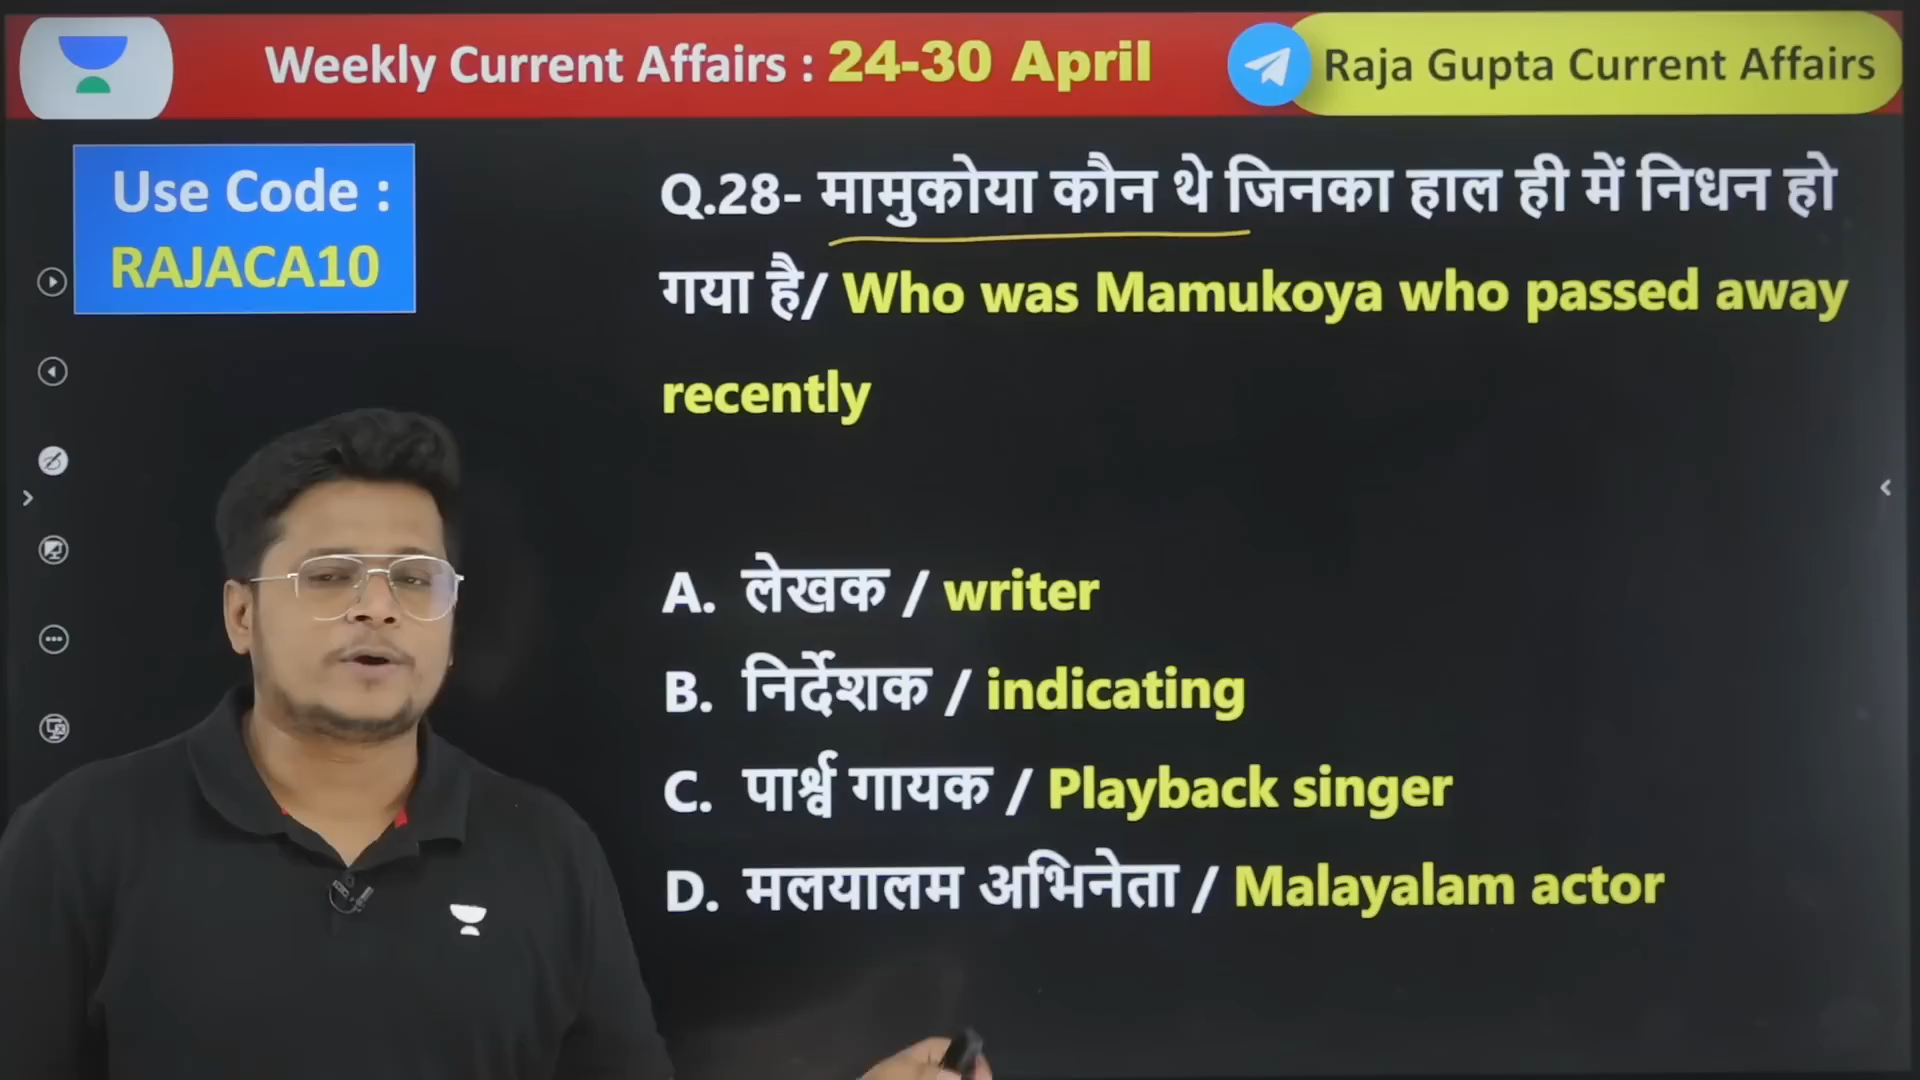 Weekly Current Affairs : 24-30 April
Raja Gupta Current Affairs
Use Code :
RAJACA10
Q.28- मामुकोया कौन थे जिनका हाल ही में निधन हो
गया है/ Who was Mamukoya who passed away
recently
A. लेखक / writer
B. निर्देशक / indicating
C. पार्श्व गायक / Playback singer
D. मलयालम अभिनेता / Malayalam actor